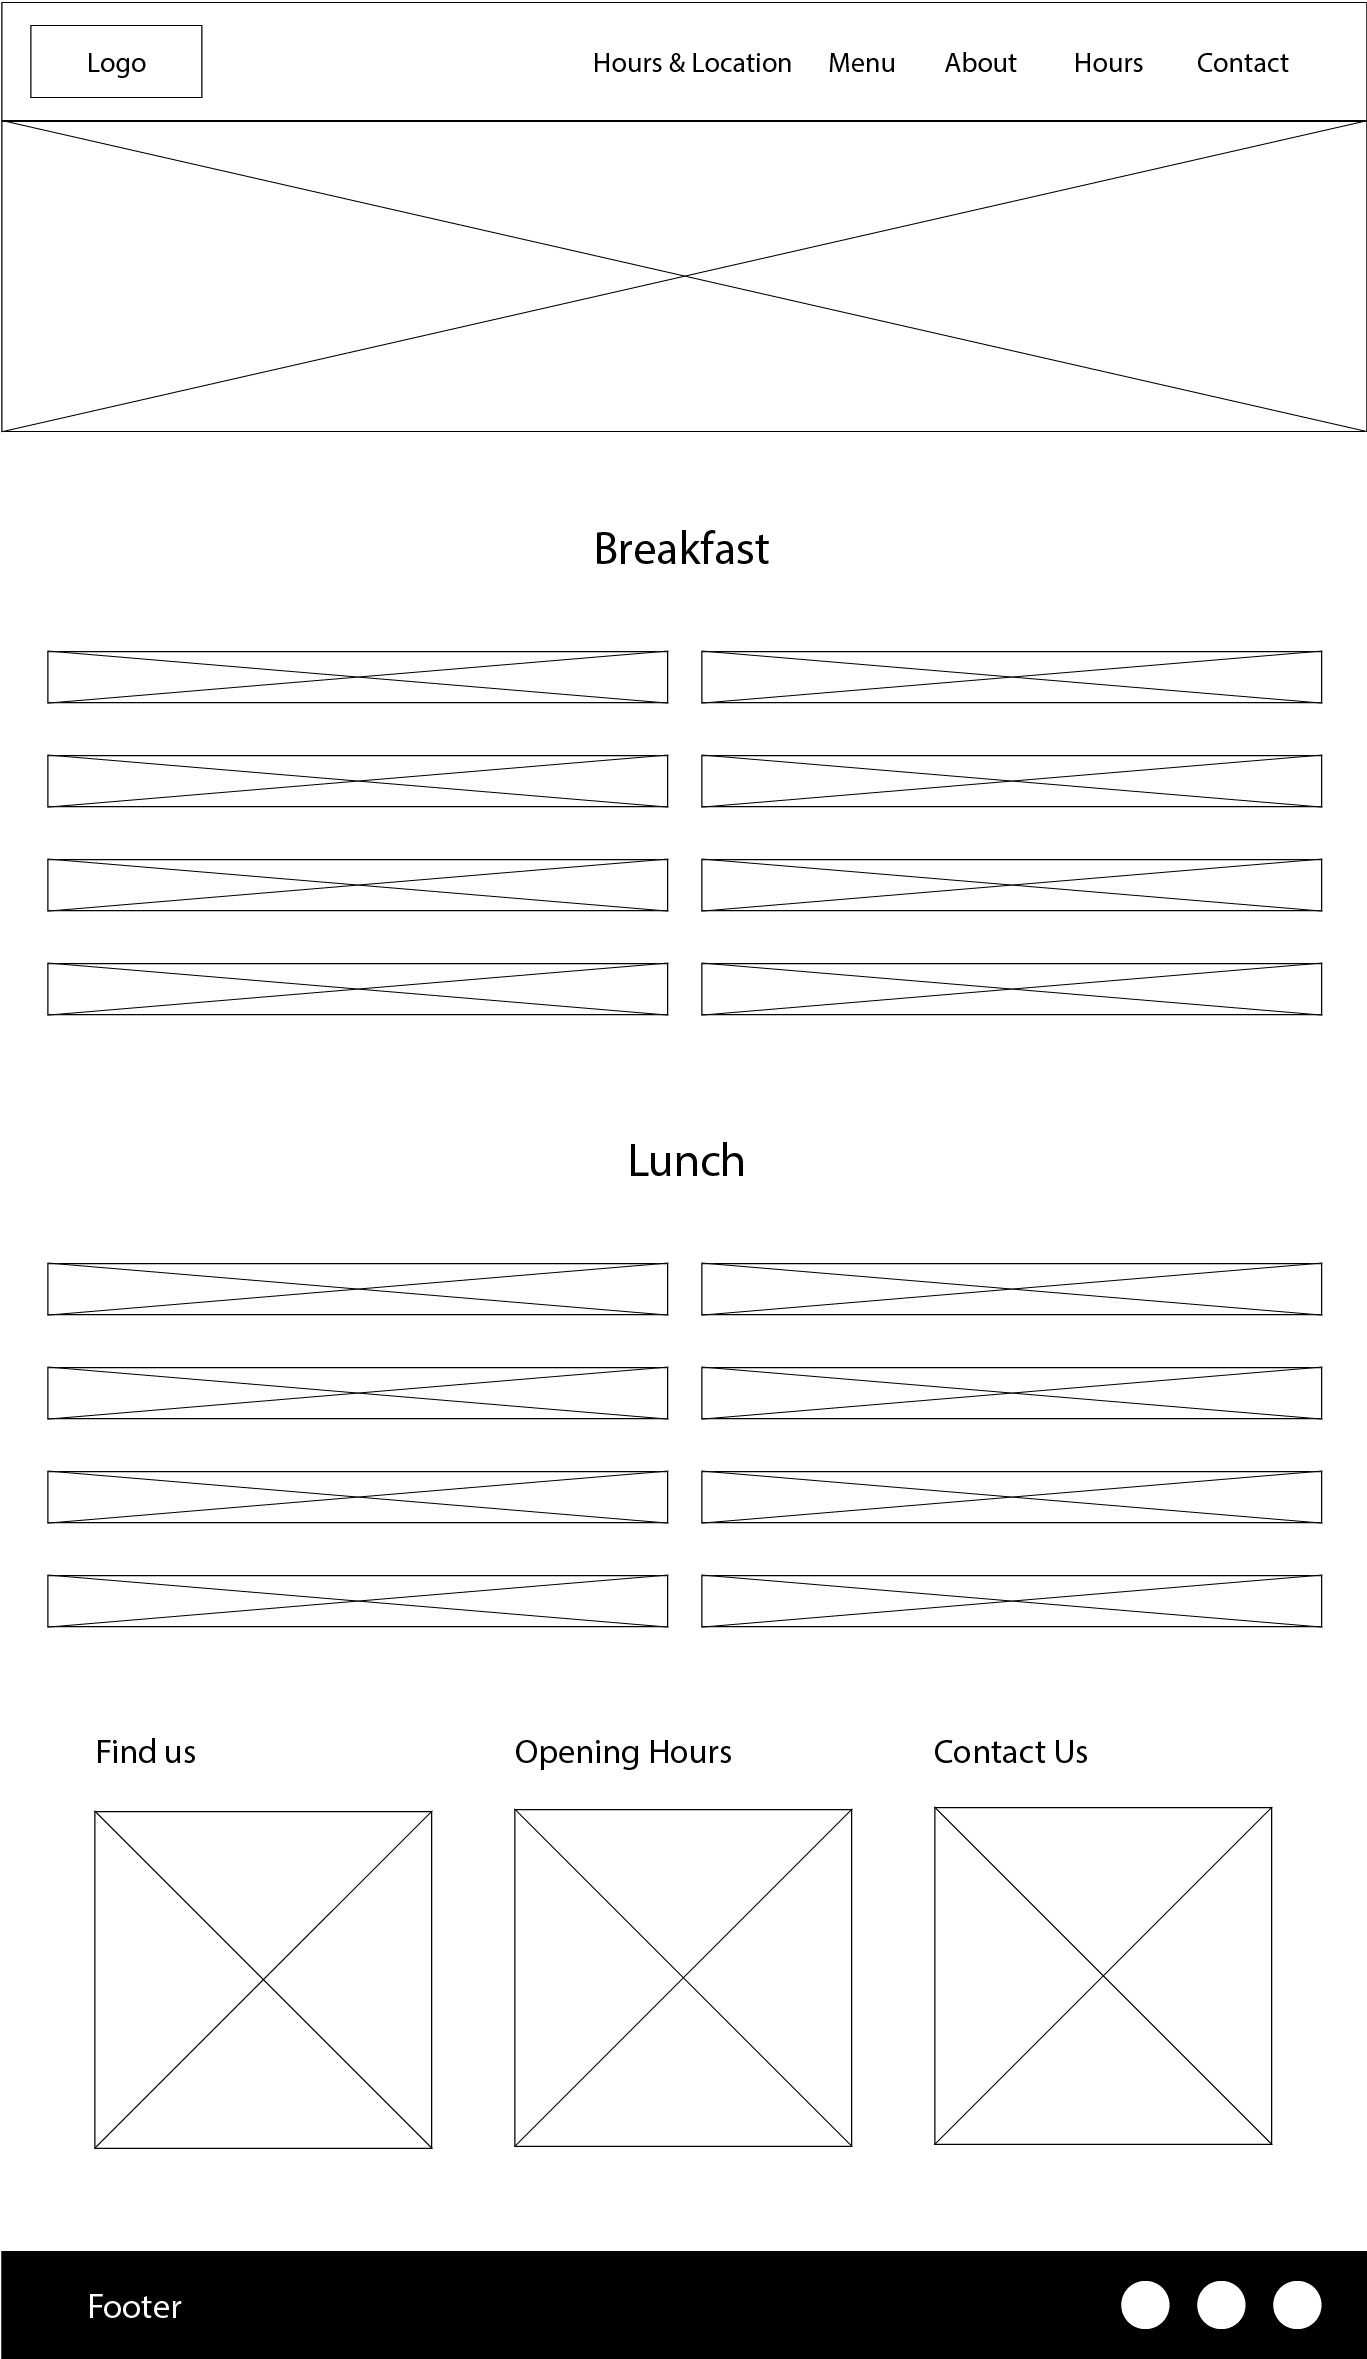 Logo
Hours & Location Menu About Hours Contact
Breakfast
Lunch
Find us
Opening Hours
Contact Us
Footer